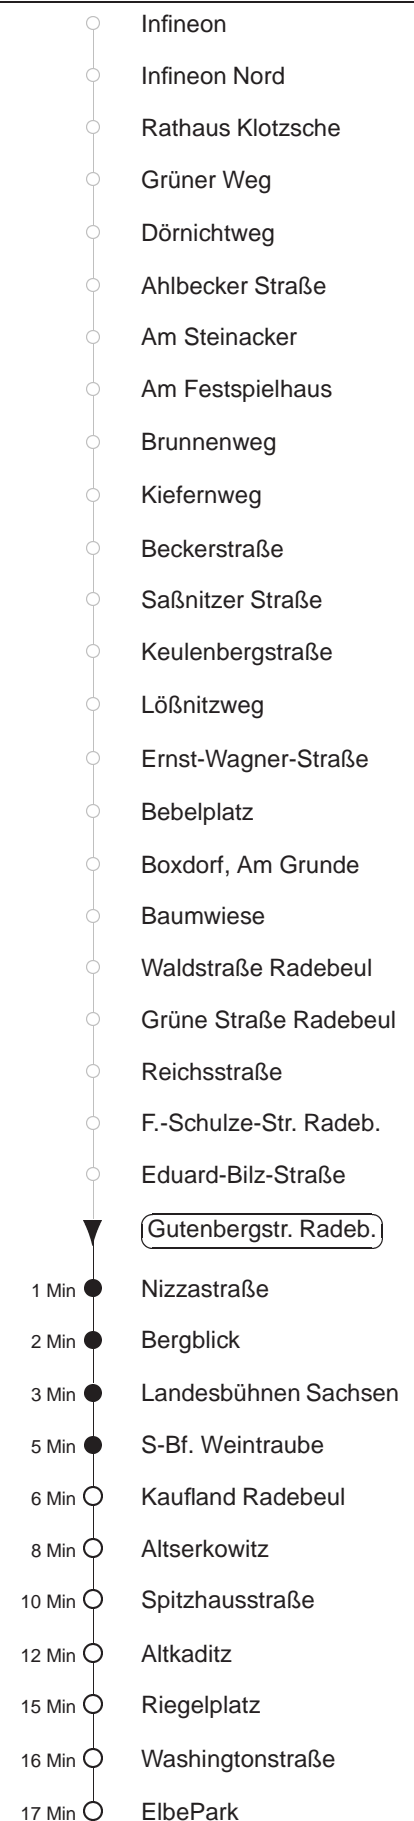 Infineon
Infineon Nord
Rathaus Klotzsche
Grüner Weg
Dörnichtweg
Ahlbecker Straße
Am Steinacker
Am Festspielhaus
Brunnenweg
Kiefernweg
Beckerstraße
Saßnitzer Straße
Keulenbergstraße
Lößnitzweg
Ernst-Wagner-Straße
Bebelplatz
Boxdorf, Am Grunde
Baumwiese
Waldstraße Radebeul
Grüne Straße Radebeul
Reichsstraße
F.-Schulze-Str. Radeb.
Eduard-Bilz-Straße
Gutenbergstr. Radeb.
1 Min Nizzastraße
2 Min Bergblick
3 Min Landesbühnen Sachsen
5 Min S-Bf. Weintraube
6 Min Kaufland Radebeul
8 Min Altserkowitz
10 Min Spitzhausstraße
12 Min Altkaditz
15 Min Riegelplatz
16 Min Washingtonstraße
17 Min ElbePark